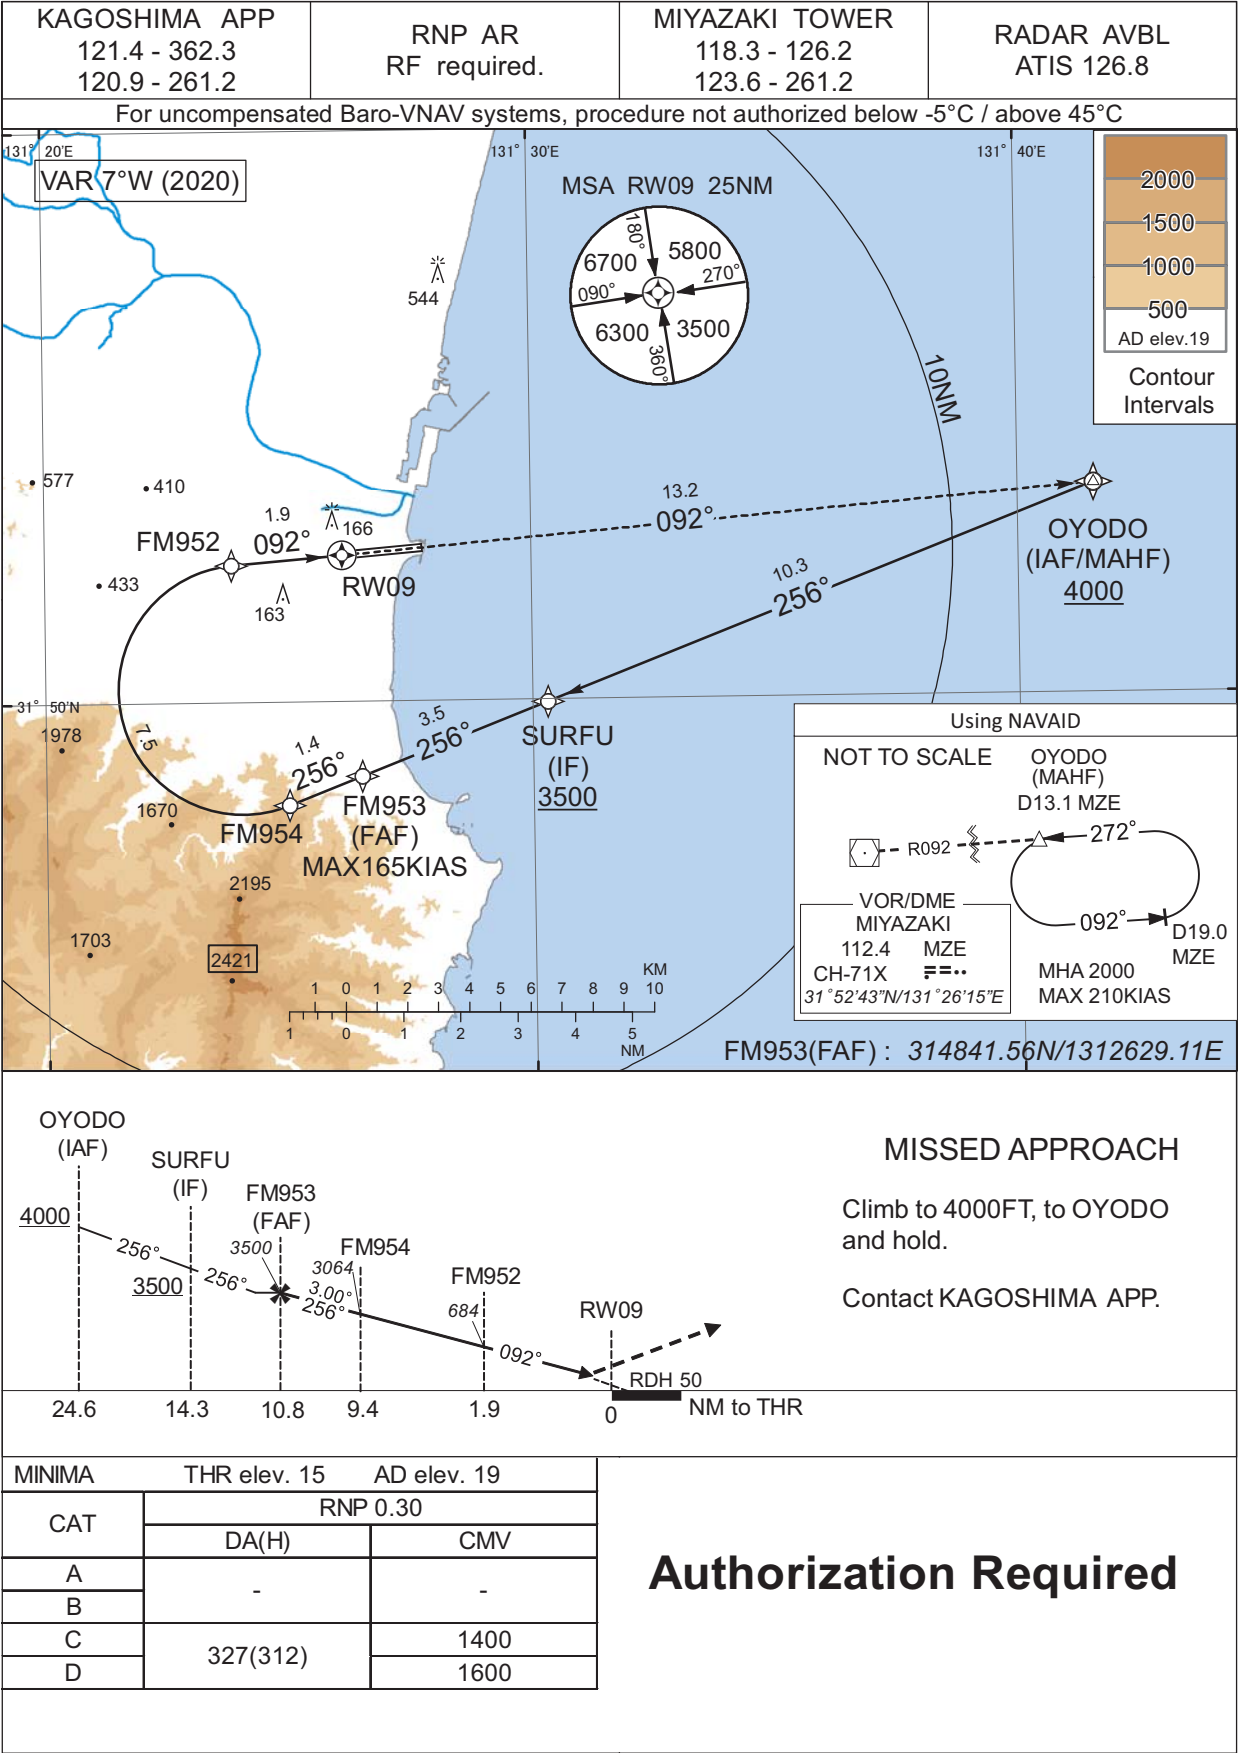 KAGOSHIMA APP
121.4 - 362.3
120.9 - 261.2
RNP AR
RF required.
MIYAZAKI TOWER
118.3 - 126.2
123.6 - 261.2
RADAR AVBL
ATIS 126.8
For uncompensated Baro-VNAV systems, procedure not authorized below -5°C / above 45°C
131° 20'E
131° 30'E
131° 40'E
VAR 7°W (2020)
MSA RW09 25NM
180°
6700
5800
270°
090°
6300
3500
360°
2000
1500
1000
500
AD elev.19
Contour
Intervals
544
10NM
577
410
1.9
092°
166
FM952
RW09
433
163
13.2
092°
OYODO
(IAF/MAHF)
4000
10.3
256°
31° 50'N
1978
7.5
1.4
256°
3.5
256°
SURFU
(IF)
3500
1670
FM954
FM953
(FAF)
MAX165KIAS
2195
1703
2421
KM
1 0 1 2 3 4 5 6 7 8 9 10
1 0 1 2 3 4 5
NM
Using NAVAID
NOT TO SCALE
OYODO
(MAHF)
D13.1 MZE
R092
272°
092°
D19.0
MZE
VOR/DME
MIYAZAKI
112.4 MZE
CH-71X
31°52'43"N/131°26'15"E
MHA 2000
MAX 210KIAS
FM953(FAF) : 314841.56N/1312629.11E
OYODO
(IAF)
SURFU
(IF)
FM953
(FAF)
FM954
FM952
RW09
4000
256°
3500
256°
3500
3064
3.00°
256°
684
092°
RDH 50
24.6
14.3
10.8
9.4
1.9
0
NM to THR
MISSED APPROACH
Climb to 4000FT, to OYODO
and hold.
Contact KAGOSHIMA APP.
MINIMA THR elev. 15 AD elev. 19
CAT
RNP 0.30
DA(H) CMV
A
B
- -
C
D
327(312)
1400
1600
Authorization Required